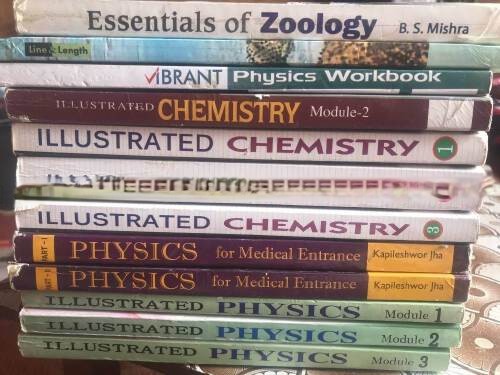 Essentials of Zoology B. S. Mishra
Line & Length
VIBRANT Physics Workbook
ILLUSTRATED CHEMISTRY Module-2
ILLUSTRATED CHEMISTRY 1
ILLUSTRATED CHEMISTRY 3
PART - I PHYSICS for Medical Entrance Kapileshwor Jha
PHYSICS for Medical Entrance Kapileshwor Jha
ILLUSTRATED PHYSICS Module 1
ILLUSTRATED PHYSICS Module 2
ILLUSTRATED PHYSICS Module 3